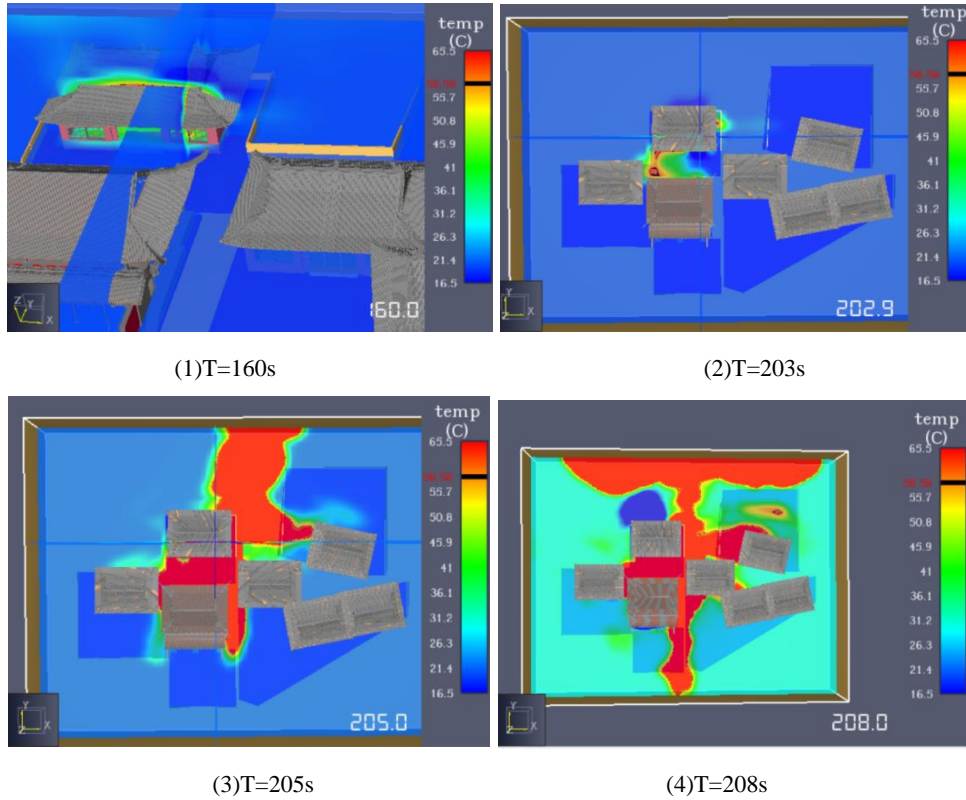 temp
(C)
65.5
55.7
50.8
45.9
41
36.1
31.2
26.3
21.4
16.5
Z Y
X
160.0
(1)T=160s
temp
(C)
65.5
55.7
50.8
45.9
41
36.1
31.2
26.3
21.4
16.5
Y
Z X
202.9
(2)T=203s
temp
(C)
65.5
55.7
50.8
45.9
41
36.1
31.2
26.3
21.4
16.5
Y
Z X
205.0
(3)T=205s
temp
(C)
65.5
55.7
50.8
45.9
41
36.1
31.2
26.3
21.4
16.5
Y
Z X
208.0
(4)T=208s